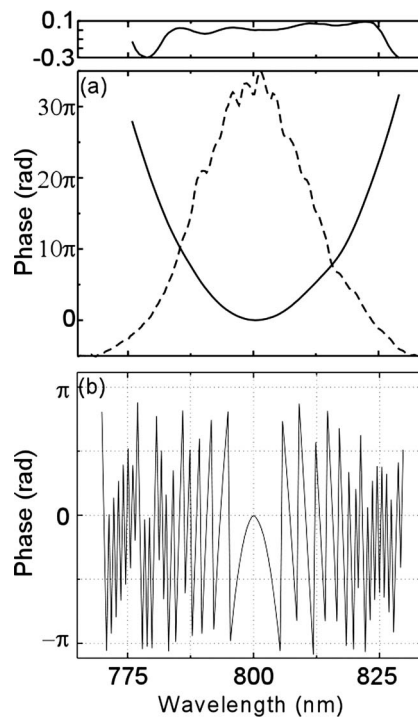 0.1
-0.3
(a)
30π
20π
10π
0
Phase (rad)
(b)
π
0
−π
Phase (rad)
775 800 825
Wavelength (nm)